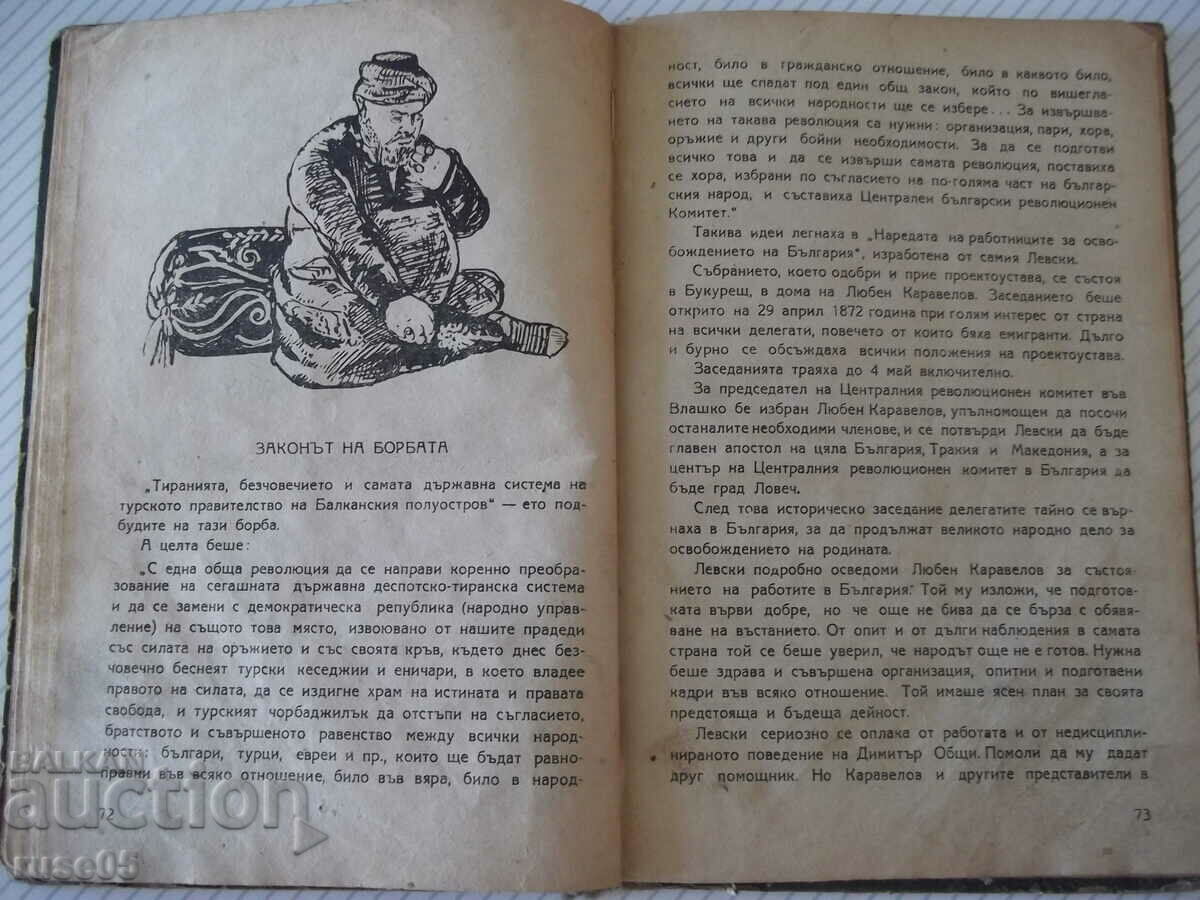 ЗАКОНЪТ НА БОРБАТА
„Тиранията, безчовечието и самата държавна система на
турското правителство на Балканския полуостров“ — ето под-
будите на тази борба.
А целта беше:
„С една обща революция да се направи коренно преобра-
зование на сегашната държавна деспотско-тиранска система
и да се замени с демократическа република (народно управ-
ление) на същото това място, извоювано от нашите прадеди
със силата на оръжието и със своята кръв, където днес без-
човечно беснеят турски кеседжии и еничари, в което владее
правото на силата, да се издигне храм на истината и правата
свобода, и турският чорбаджилък да отстъпи на съгласието,
братството и съвършеното равенство между всички народ-
ности: българи, турци, евреи и пр., които ще бъдат равно-
правни във всяко отношение, било във вяра, било в народ-
72
ност, било в гражданско отношение, било в каквото било,
всички ще спадат под един общ закон, който по вишегла-
сието на всички народности ще се избере... За извършва-
нето на такава революция са нужни: организация, пари, хора,
оръжие и други бойни необходимости. За да се подготви
всичко това и да се извърши самата революция, поставиха
се хора, избрани по съгласието на по-голяма част на българ-
ския народ, и съставиха Централен български революционен
Комитет.“
Такива идеи легнаха в „Наредата на работниците за осво-
бождението на България“, изработена от самия Левски.
Събранието, което одобри и прие проектоустава, се състоя
в Букурещ, в дома на Любен Каравелов. Заседанието беше
открито на 29 април 1872 година при голям интерес от страна
на всички делегати, повечето от които бяха емигранти. Дълго
и бурно се обсъждаха всички положения на проектоустава.
Заседанията траяха до 4 май включително.
За председател на Централния революционен комитет във
Влашко бе избран Любен Каравелов, упълномощен да посочи
останалите необходими членове, и се потвърди Левски да бъде
главен апостол на цяла България, Тракия и Македония, а за
център на Централния революционен комитет в България да
бъде град Ловеч.
След това историческо заседание делегатите тайно се вър-
наха в България, за да продължат великото народно дело за
освобождението на родината.
Левски подробно осведоми Любен Каравелов за състоя-
нието на работите в България. Той му изложи, че подготов-
ката върви добре, но че още не бива да се бърза с обявя-
ване на въстанието. От опит и от дълги наблюдения в самата
страна той се беше уверил, че народът още не е готов. Нужна
беше здрава и съвършена организация, опитни и подготвени
кадри във всяко отношение. Той имаше ясен план за своята
предстояща и бъдеща дейност.
Левски сериозно се оплака от работата и от недисципли-
нираното поведение на Димитър Общи. Помоли да му дадат
друг помощник. Но Каравелов и другите представители в
73
BALKAN
auction
ruse05